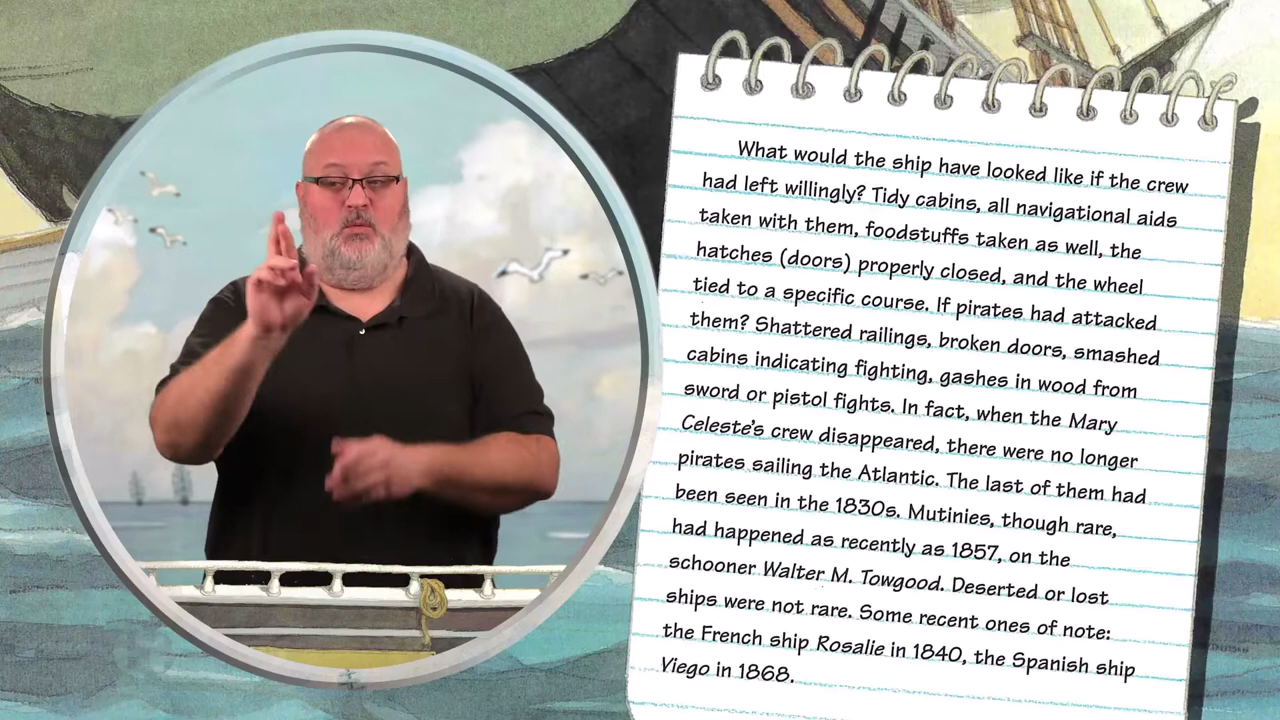 What would the ship have looked like if the crew
had left willingly? Tidy cabins, all navigational aids
taken with them, foodstuffs taken as well, the
hatches (doors) properly closed, and the wheel
tied to a specific course. If pirates had attacked
them? Shattered railings, broken doors, smashed
cabins indicating fighting, gashes in wood from
sword or pistol fights. In fact, when the Mary
Celeste's crew disappeared, there were no longer
pirates sailing the Atlantic. The last of them had
been seen in the 1830s. Mutinies, though rare,
had happened as recently as 1857, on the
schooner Walter M. Towgood. Deserted or lost
ships were not rare. Some recent ones of note:
the French ship Rosalie in 1840, the Spanish ship
Viego in 1868.